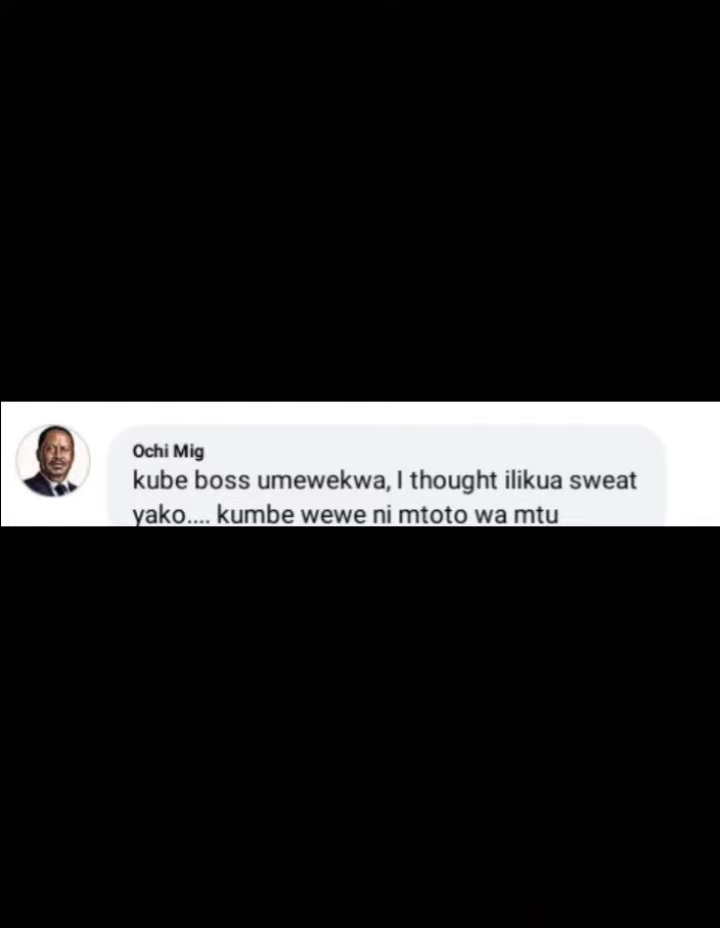 Ochi Mig
kube boss umewekwa, I thought ilikua sweat
yako.... kumbe wewe ni mtoto wa mtu